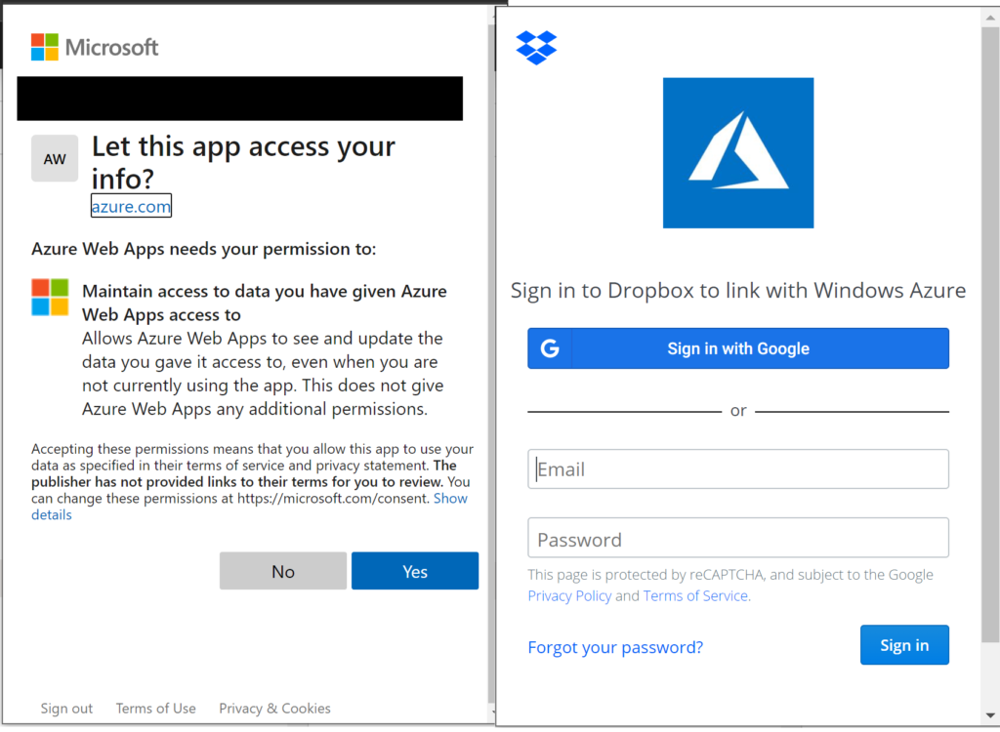 Microsoft
AW
Let this app access your
info?
azure.com
Azure Web Apps needs your permission to:
Maintain access to data you have given Azure
Web Apps access to
Allows Azure Web Apps to see and update the
data you gave it access to, even when you are
not currently using the app. This does not give
Azure Web Apps any additional permissions.
Accepting these permissions means that you allow this app to use your
data as specified in their terms of service and privacy statement. The
publisher has not provided links to their terms for you to review. You
can change these permissions at https://microsoft.com/consent. Show
details
No
Yes
Sign out
Terms of Use
Privacy & Cookies
Sign in to Dropbox to link with Windows Azure
G
Sign in with Google
or
Email
Password
This page is protected by reCAPTCHA, and subject to the Google
Privacy Policy and Terms of Service.
Forgot your password?
Sign in